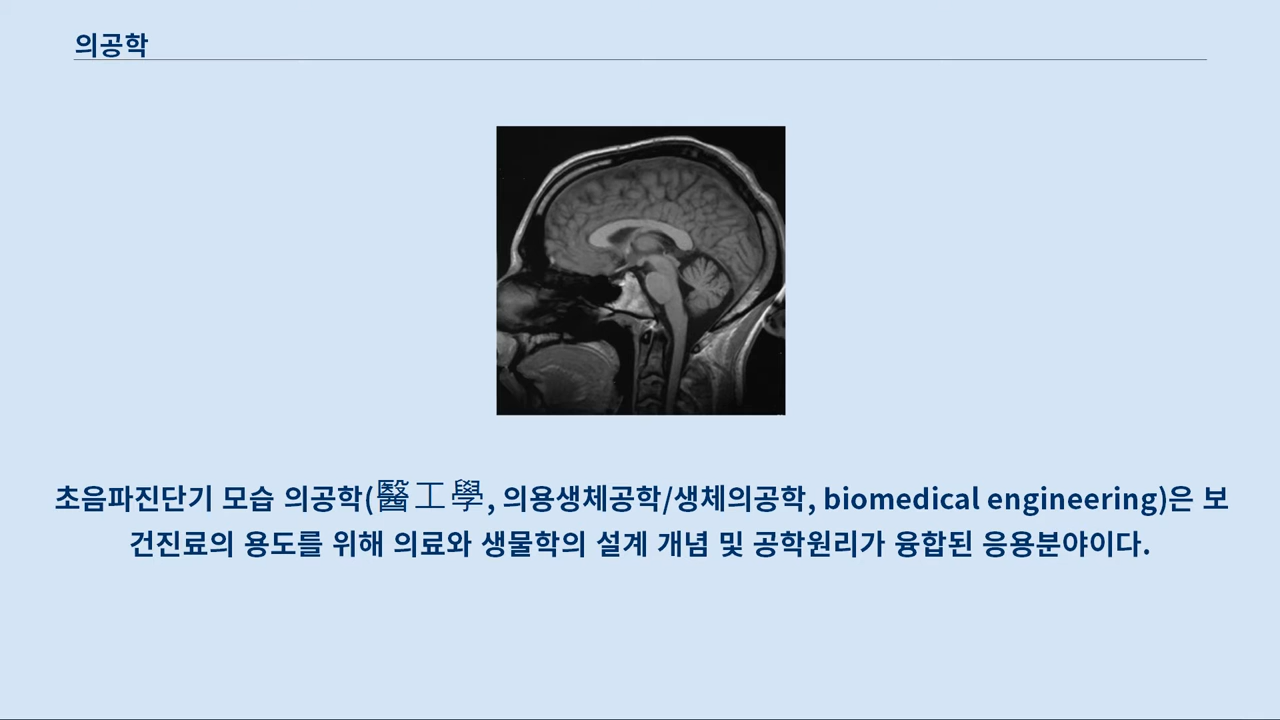 의공학
초음파진단기 모습 의공학(醫工學, 의용생체공학/생체의공학, biomedical engineering)은 보
건진료의 용도를 위해 의료와 생물학의 설계 개념 및 공학원리가 융합된 응용분야이다.